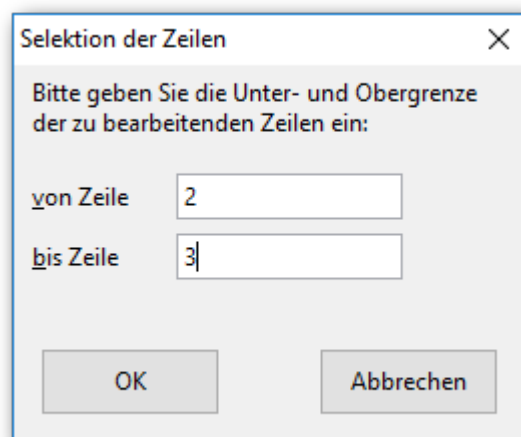 Selektion der Zeilen
Bitte geben Sie die Unter- und Obergrenze
der zu bearbeitenden Zeilen ein:
von Zeile 2
bis Zeile 3
OK Abbrechen